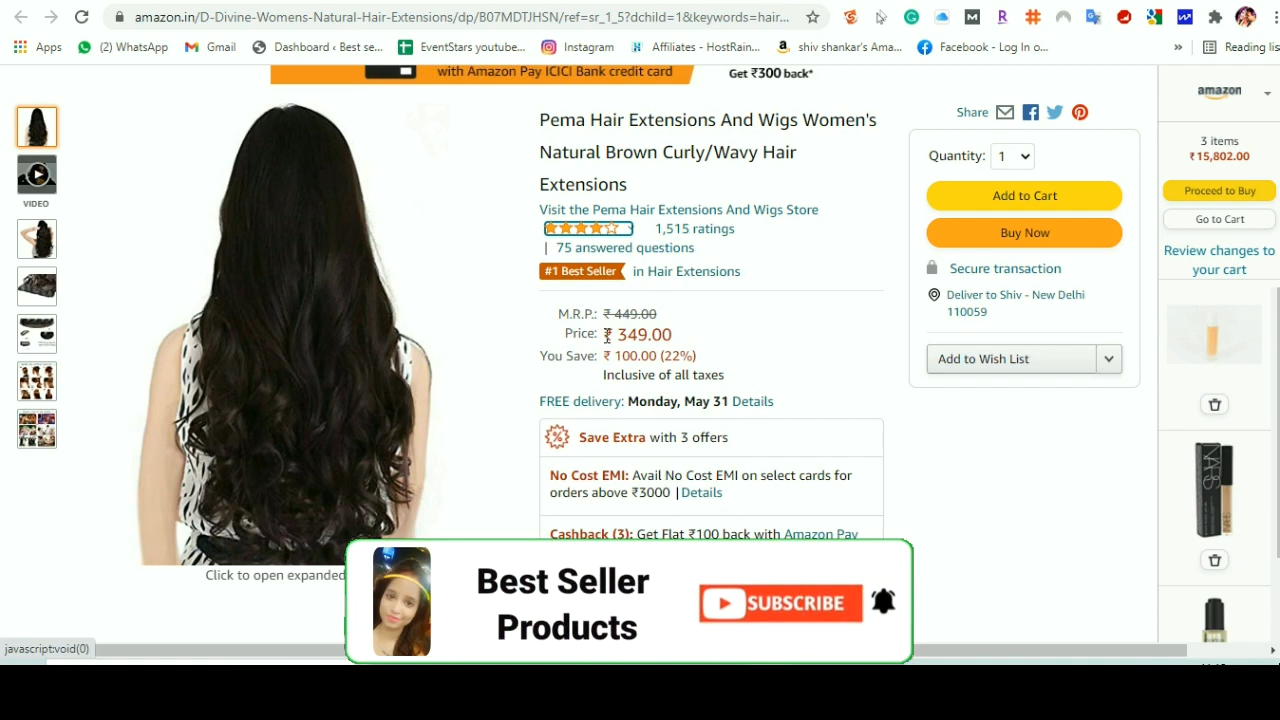 amazon.in/D-Divine-Womens-Natural-Hair-Extensions/dp/B07MDTJHSN/ref=sr_1_5?dchild=1&keywords=hair...
Apps
(2) WhatsApp
Gmail
Dashboard ‹ Best se...
EventStars youtube...
Instagram
Affiliates - HostRain...
shiv shankar's Ama...
Facebook - Log In o...
»
Reading lis
with Amazon Pay ICICI Bank credit card
Get ₹300 back*
VIDEO
Click to open expanded
Pema Hair Extensions And Wigs Women's
Natural Brown Curly/Wavy Hair
Extensions
Visit the Pema Hair Extensions And Wigs Store
1,515 ratings
| 75 answered questions
#1 Best Seller in Hair Extensions
M.R.P.: ₹ 449.00
Price: ₹ 349.00
You Save: ₹ 100.00 (22%)
Inclusive of all taxes
FREE delivery: Monday, May 31 Details
Save Extra with 3 offers
No Cost EMI: Avail No Cost EMI on select cards for
orders above ₹3000 | Details
Cashback (3): Get Flat ₹100 back with Amazon Pay
Share
Quantity: 1
Add to Cart
Buy Now
Secure transaction
Deliver to Shiv - New Delhi
110059
Add to Wish List
amazon
3 items
₹15,802.00
Proceed to Buy
Go to Cart
Review changes to
your cart
NARS
Best Seller
Products
SUBSCRIBE
javascript:void(0)